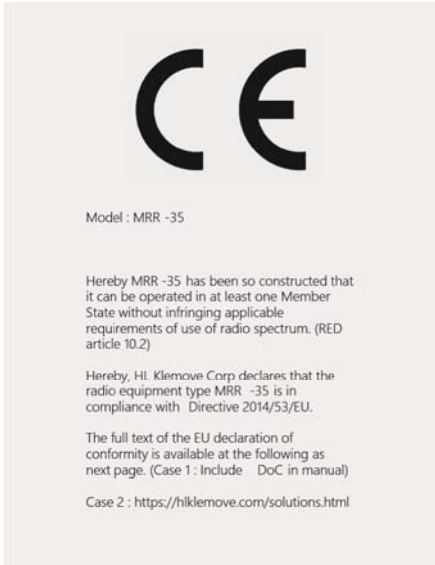 CE
Model : MRR -35
Hereby MRR -35 has been so constructed that
it can be operated in at least one Member
State without infringing applicable
requirements of use of radio spectrum. (RED
article 10.2)
Hereby, HL Klemove Corp declares that the
radio equipment type MRR -35 is in
compliance with Directive 2014/53/EU.
The full text of the EU declaration of
conformity is available at the following as
next page. (Case 1 : Include DoC in manual)
Case 2 : https://hlklemove.com/solutions.html